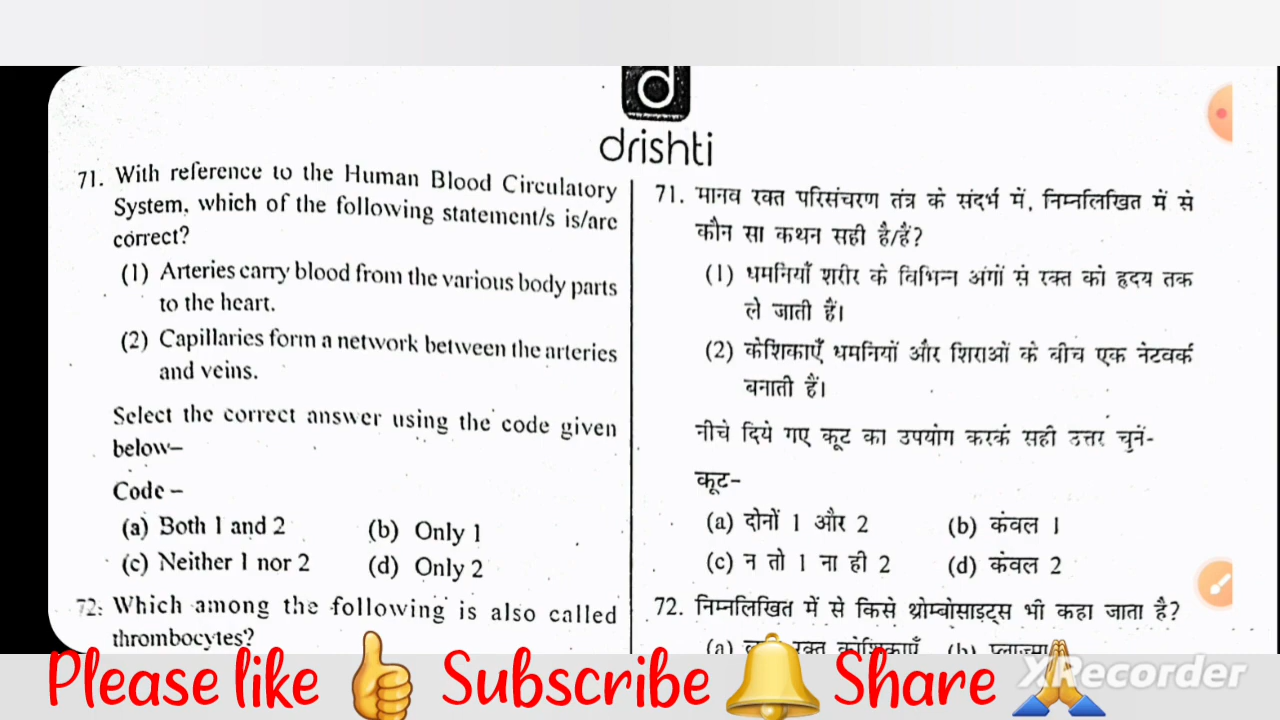 drishti
71. With reference to the Human Blood Circulatory
System, which of the following statement/s is/are
correct?
(1) Arteries carry blood from the various body parts
to the heart.
(2) Capillaries form a network between the arteries
and veins.
Select the correct answer using the code given
below–
Code –
(a) Both 1 and 2 (b) Only 1
(c) Neither 1 nor 2 (d) Only 2
72. Which among the following is also called
thrombocytes?
71. मानव रक्त परिसंचरण तंत्र के संदर्भ में, निम्नलिखित में से
कौन सा कथन सही है/हैं?
(1) धमनियाँ शरीर के विभिन्न अंगों से रक्त को हृदय तक
ले जाती हैं।
(2) केशिकाएँ धमनियों और शिराओं के बीच एक नेटवर्क
बनाती हैं।
नीचे दिये गए कूट का उपयोग करके सही उत्तर चुनें-
कूट–
(a) दोनों 1 और 2 (b) केवल 1
(c) न तो 1 ना ही 2 (d) केवल 2
72. निम्नलिखित में से किसे थ्रोम्बोसाइट्स भी कहा जाता है?
(a) रक्त कोशिकाएँ (b) प्लाज्मा
Please like Subscribe Share
XRecorder